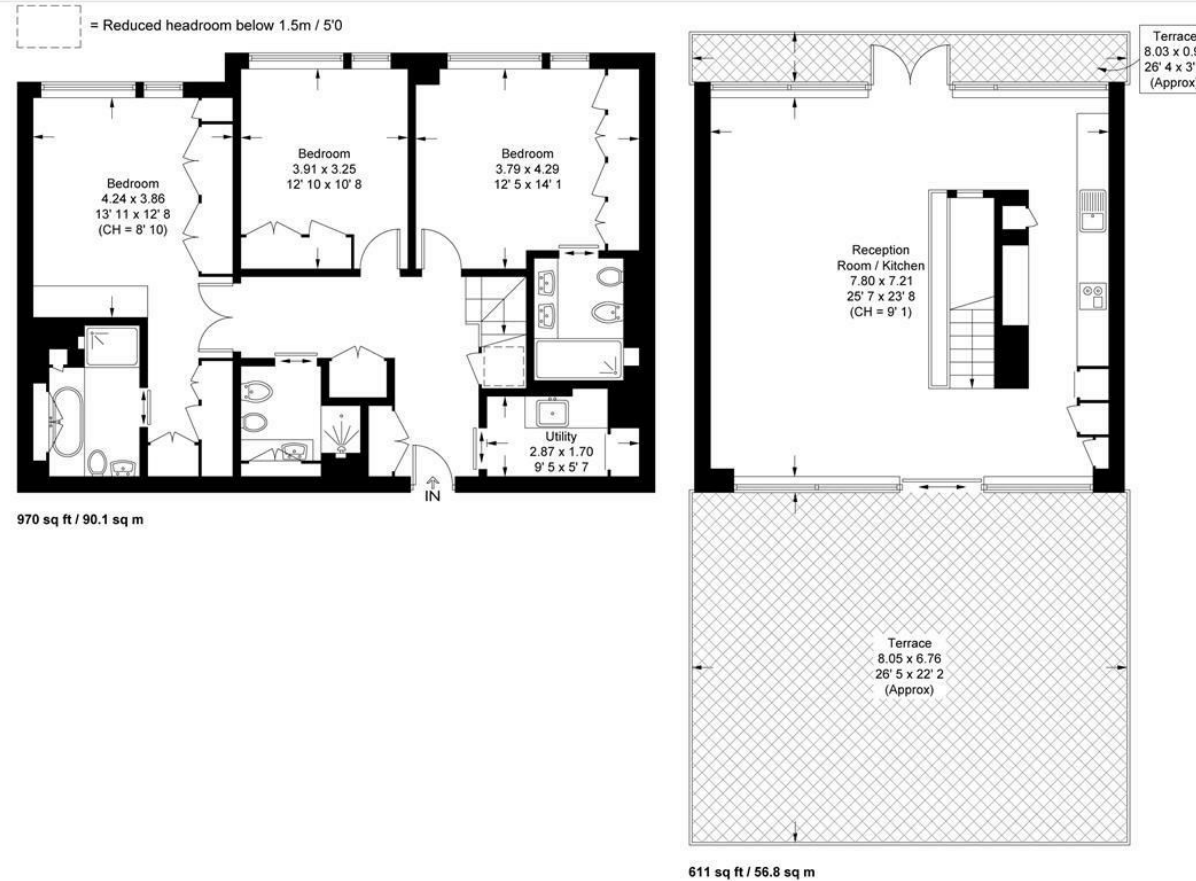 = Reduced headroom below 1.5m / 5'0
Bedroom
4.24 x 3.86
13' 11 x 12' 8
(CH = 8' 10)
Bedroom
3.91 x 3.25
12' 10 x 10' 8
Bedroom
3.79 x 4.29
12' 5 x 14' 1
Utility
2.87 x 1.70
9' 5 x 5' 7
IN
970 sq ft / 90.1 sq m
Terrace
8.03 x 0.9
26' 4 x 3'
(Approx)
Reception
Room / Kitchen
7.80 x 7.21
25' 7 x 23' 8
(CH = 9' 1)
Terrace
8.05 x 6.76
26' 5 x 22' 2
(Approx)
611 sq ft / 56.8 sq m